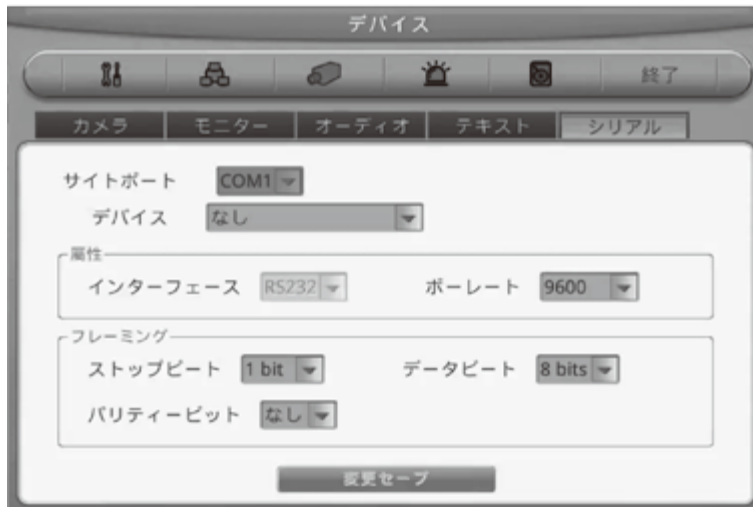 デバイス
終了
カメラ モニター オーディオ テキスト シリアル
サイトポート COM1
デバイス なし
属性
インターフェース RS232 ボーレート 9600
フレーミング
ストップビート 1 bit データビート 8 bits
パリティービット なし
変更セーブ